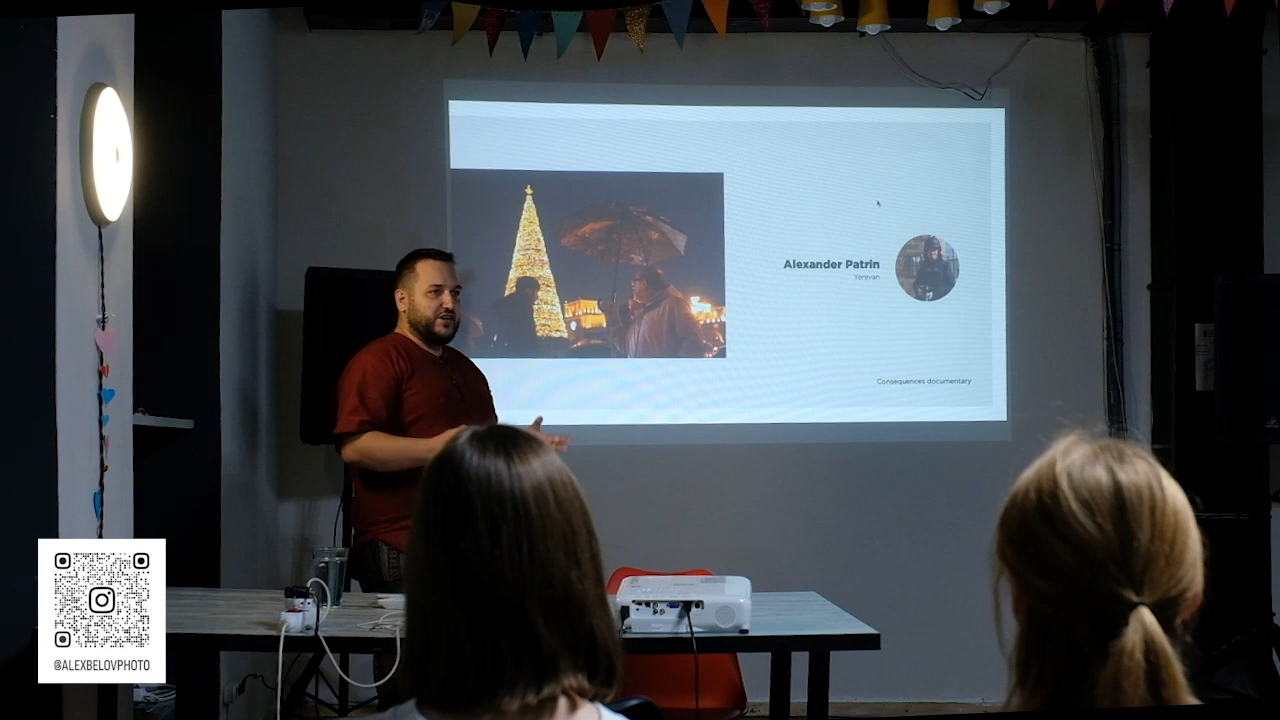 Alexander Patrin
Yerevan
Consequences documentary
@ALEXBELOVPHOTO